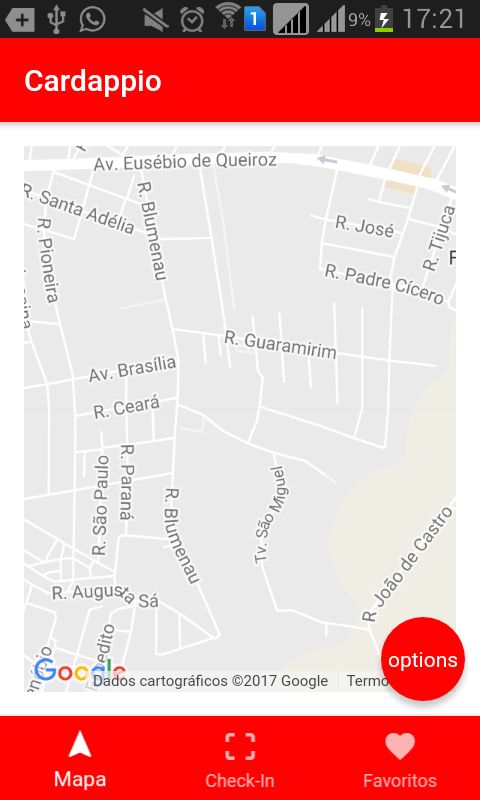 1
9%
17:21
Cardappio
Av. Eusébio de Queiroz
R. Santa Adélia
R. Blumenau
R. José
R. Tijuca
R. Pioneira
R. Padre Cícero
R. Guaramirim
Av. Brasília
R. Ceará
R. São Paulo
R. Paraná
R. Blumenau
Tv. São Miguel
R. João de Castro
R. Augusta Sá
Google
Dados cartográficos ©2017 Google
Termo
options
Mapa
Check-In
Favoritos